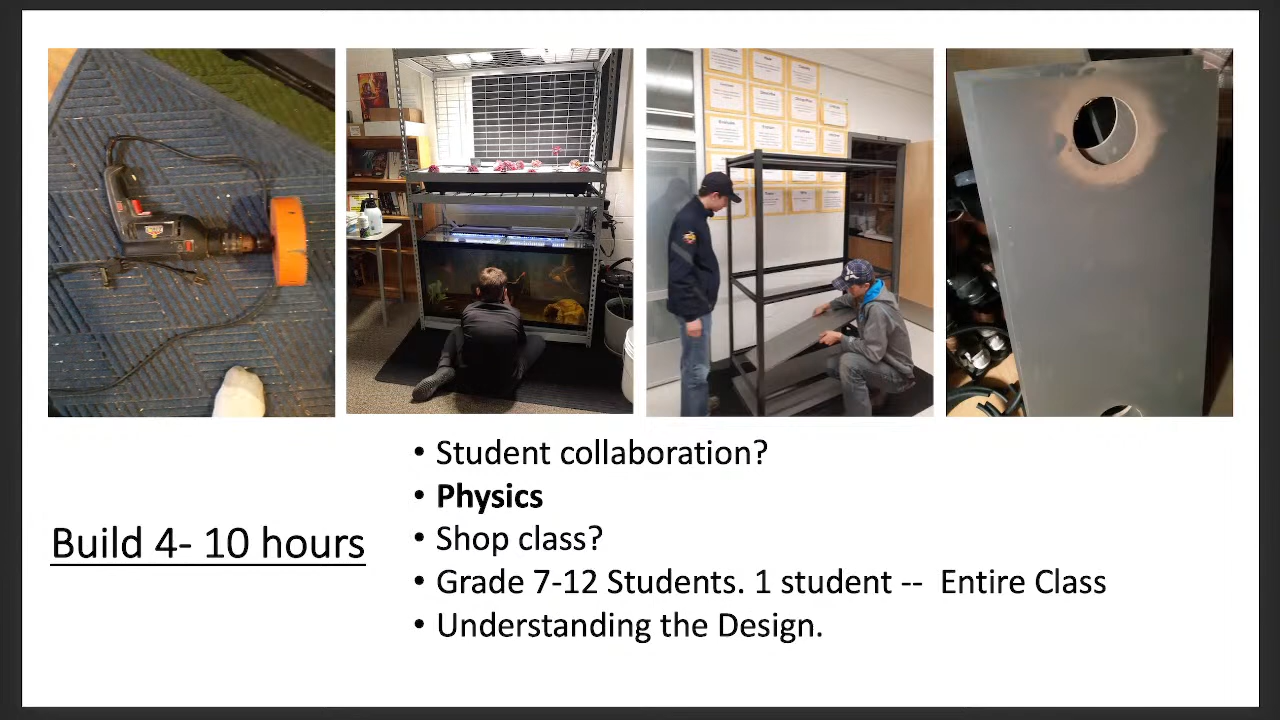 Build 4- 10 hours
• Student collaboration?
• Physics
• Shop class?
• Grade 7-12 Students. 1 student -- Entire Class
• Understanding the Design.